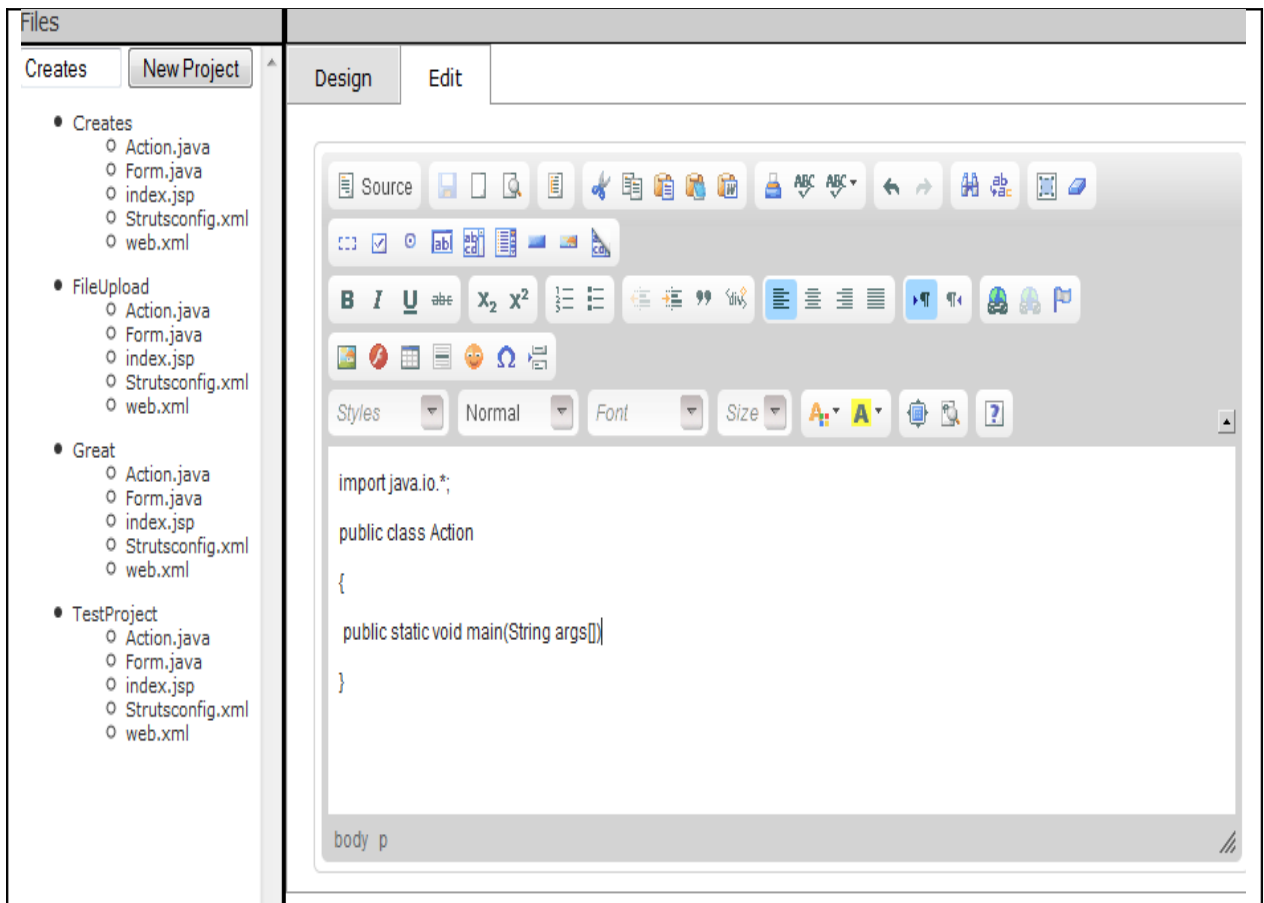 Files
Creates New Project
Design Edit
Creates
Action.java
Form.java
index.jsp
Strutsconfig.xml
web.xml
FileUpload
Action.java
Form.java
index.jsp
Strutsconfig.xml
web.xml
Great
Action.java
Form.java
index.jsp
Strutsconfig.xml
web.xml
TestProject
Action.java
Form.java
index.jsp
Strutsconfig.xml
web.xml
Source
B I U abc X₂ X²
Styles Normal Font Size A A ?
import java.io.*;
public class Action
{
public static void main(String args[])
}
body p